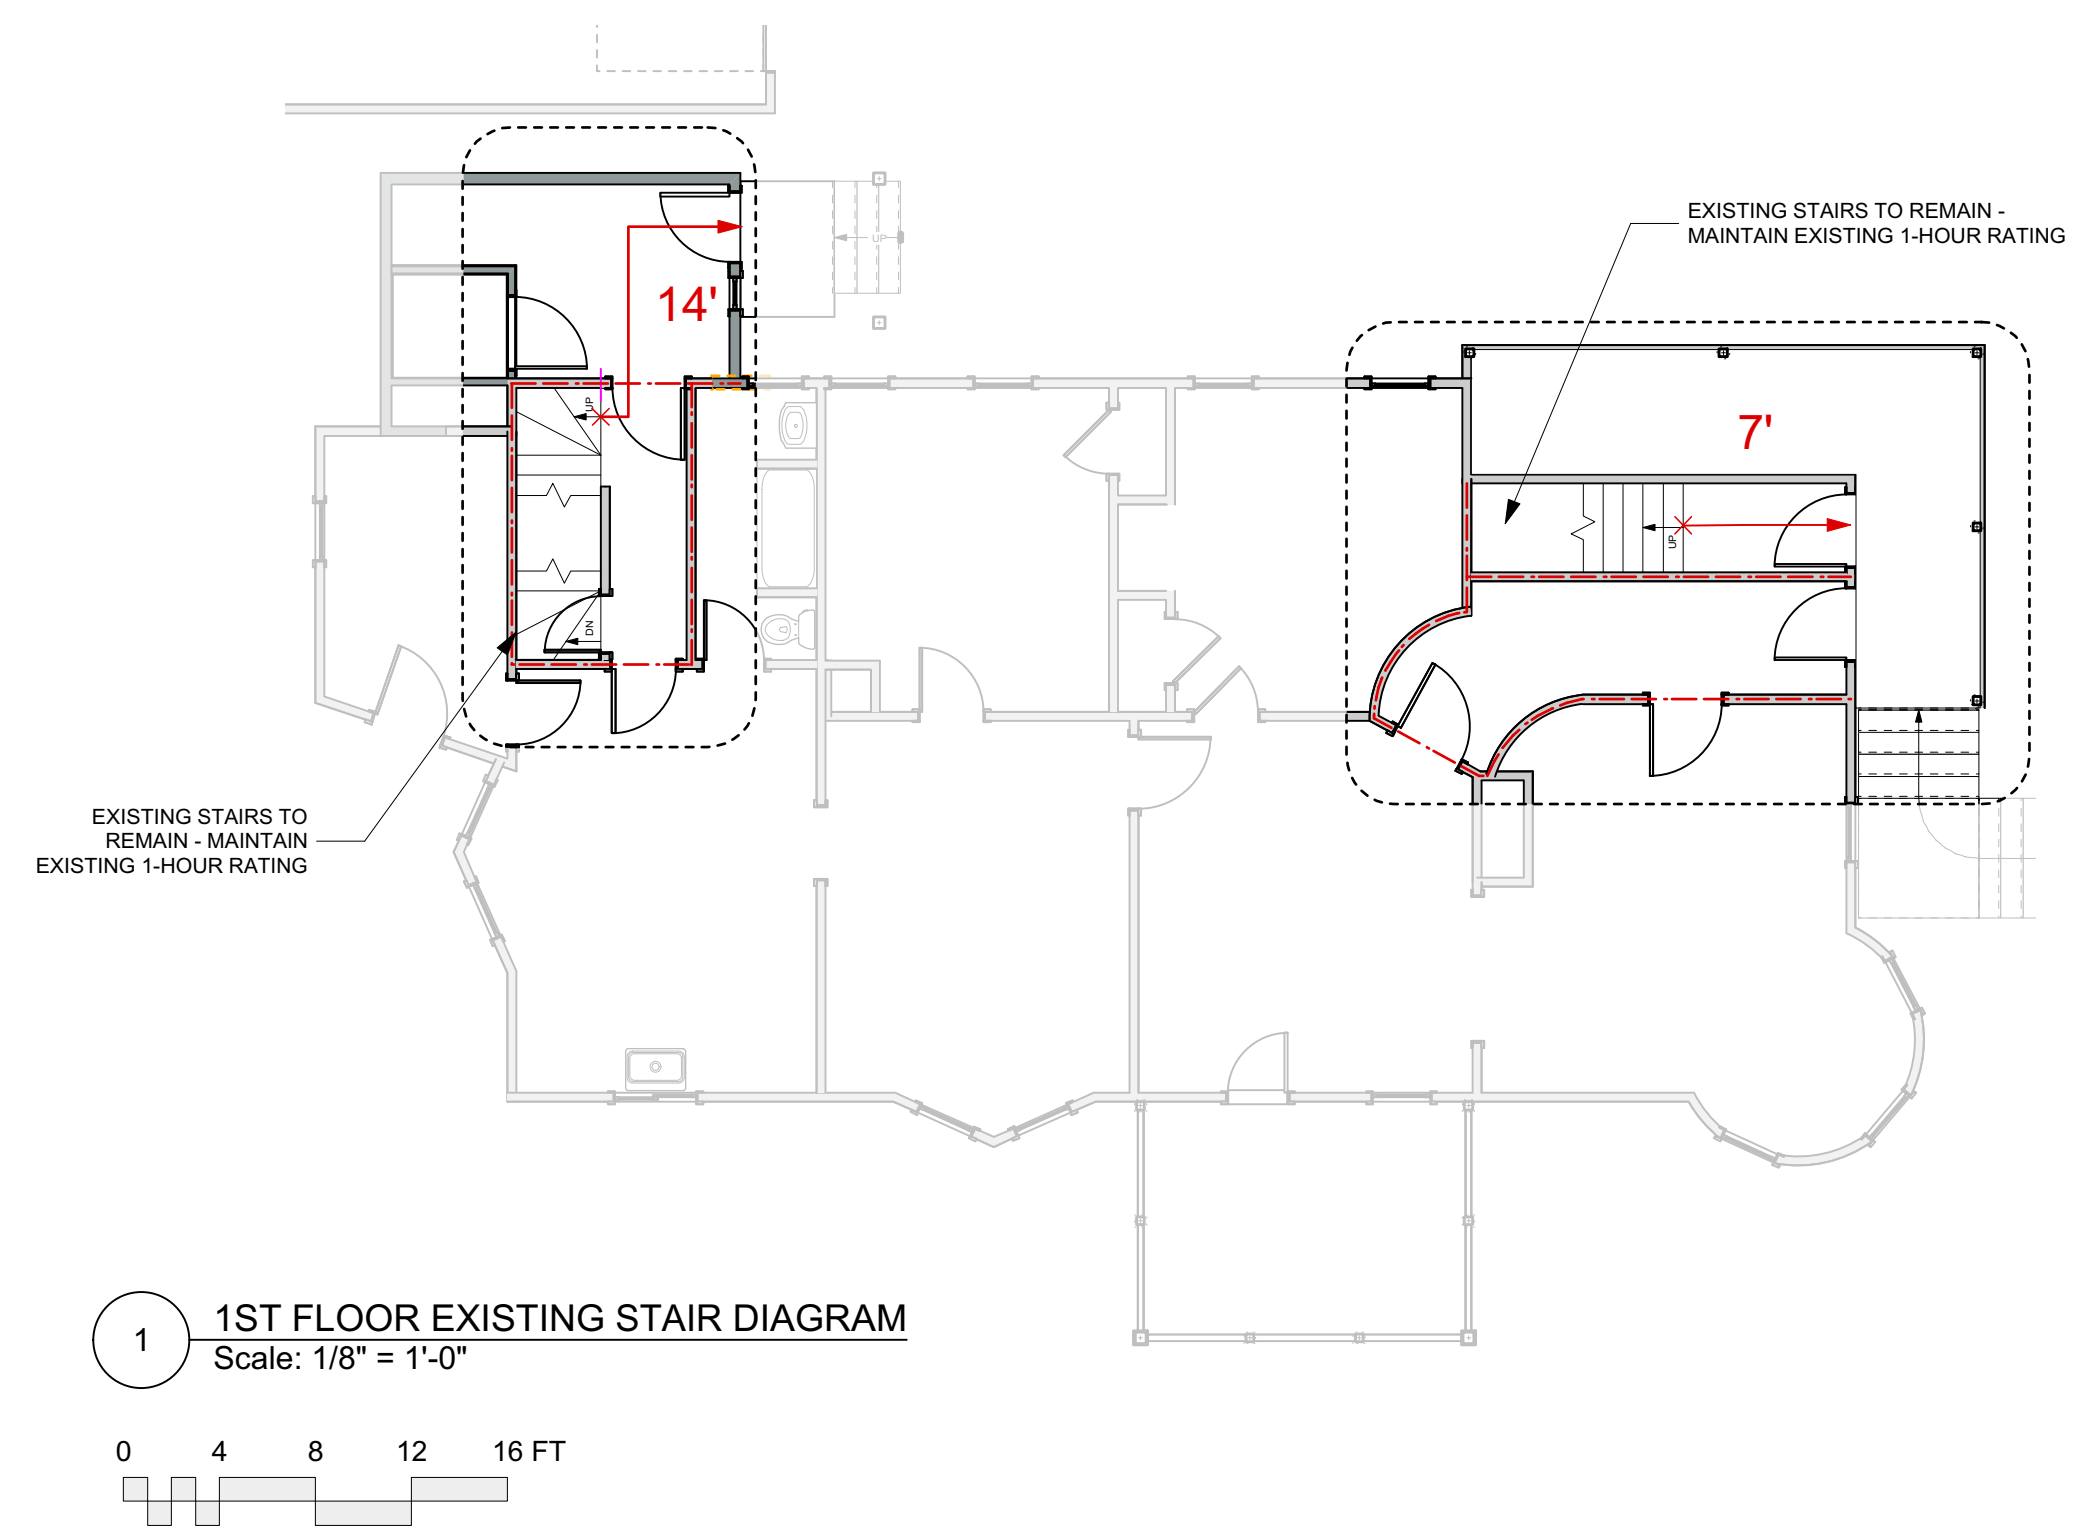 UP
EXISTING STAIRS TO REMAIN -
MAINTAIN EXISTING 1-HOUR RATING
14'
UP
7'
UP
DN
EXISTING STAIRS TO
REMAIN - MAINTAIN
EXISTING 1-HOUR RATING
1
1ST FLOOR EXISTING STAIR DIAGRAM
Scale: 1/8" = 1'-0"
0 4 8 12 16 FT